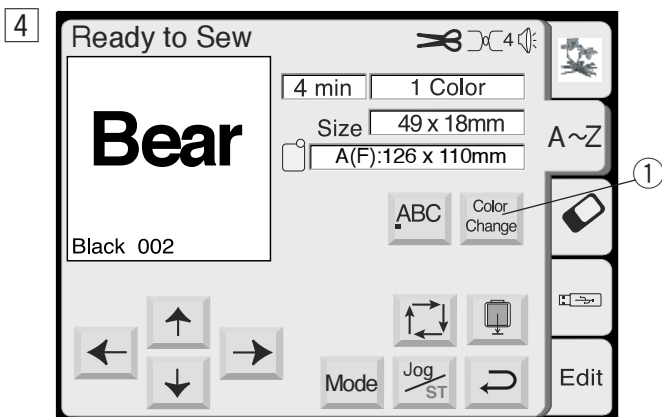 4
Ready to Sew
4
4 min
1 Color
Size
49 x 18mm
A(F):126 x 110mm
Bear
Black 002
ABC
Color
Change
1
A~Z
Mode
Jog
ST
Edit